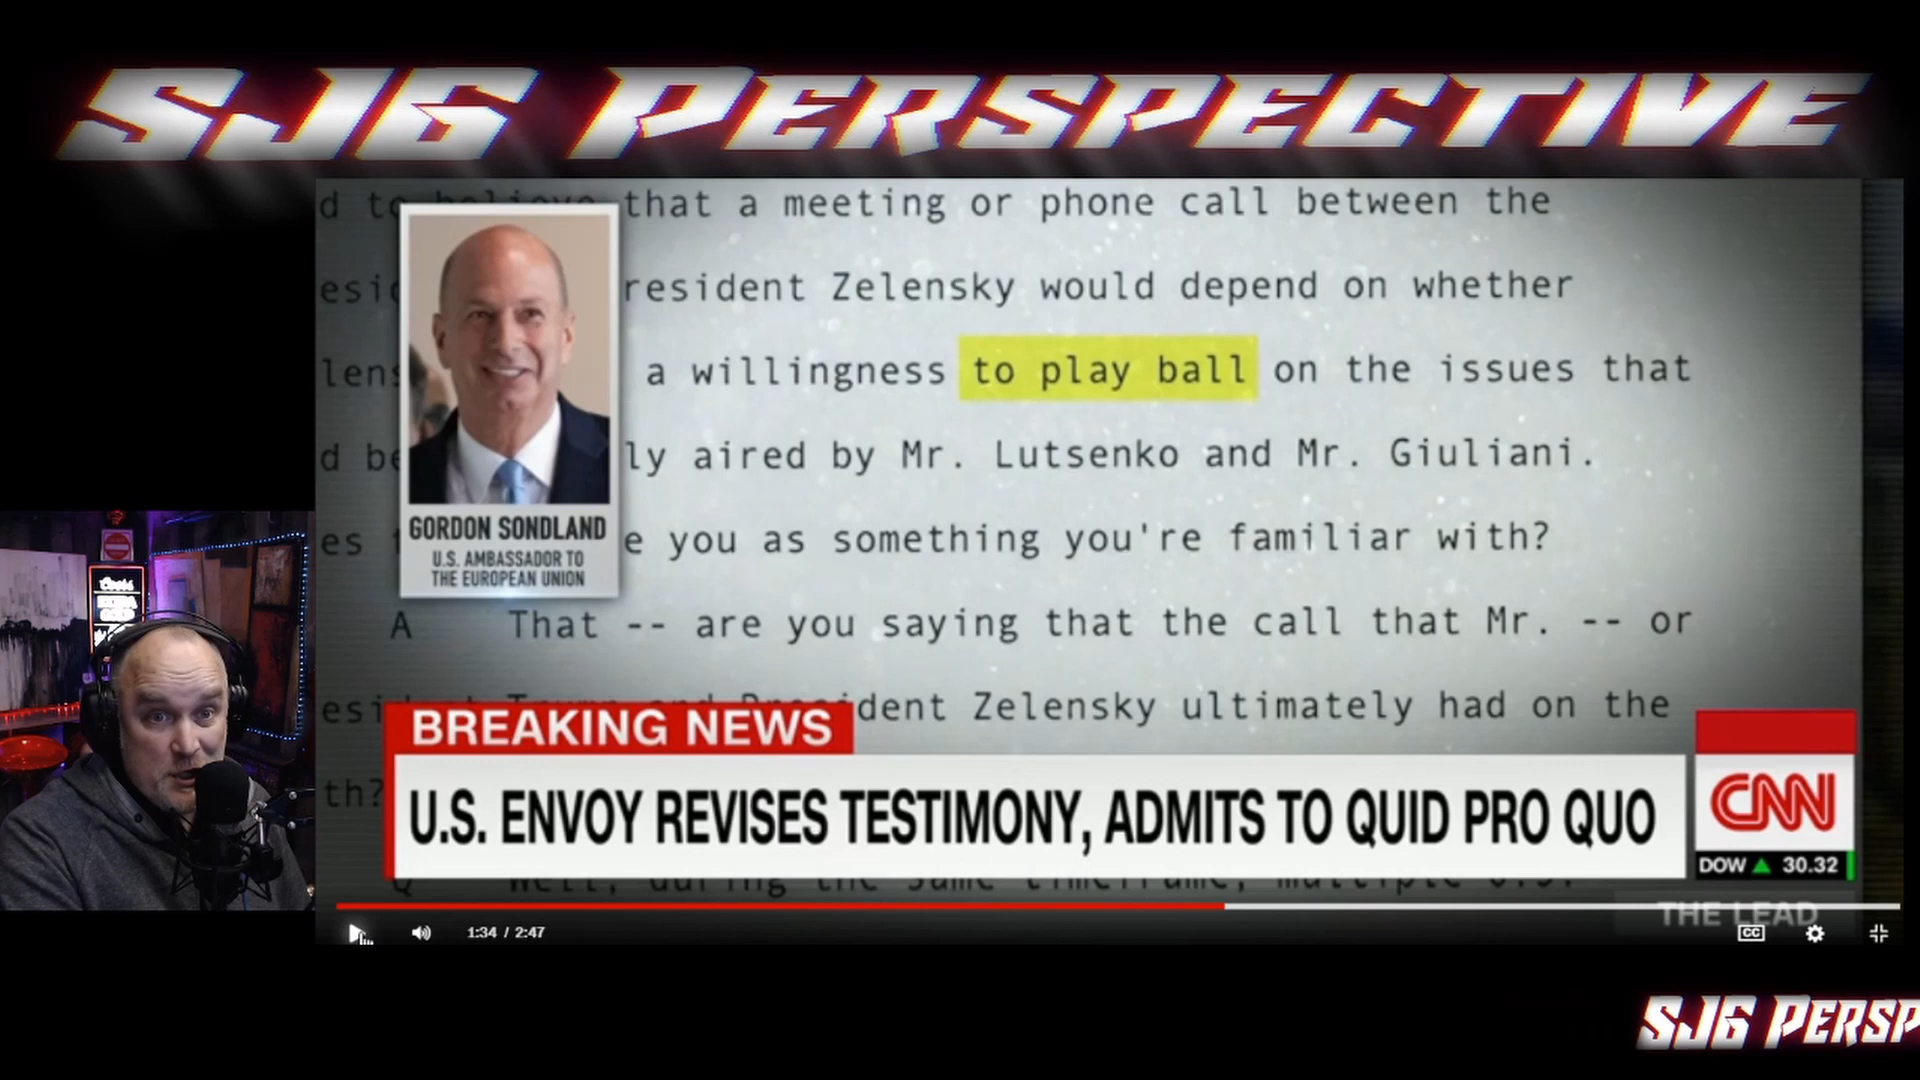 SJG PERSPECTIVE
that a meeting or phone call between the
resident Zelensky would depend on whether
a willingness to play ball on the issues that
ly aired by Mr. Lutsenko and Mr. Giuliani.
e you as something you're familiar with?
GORDON SONDLAND
U.S. AMBASSADOR TO
THE EUROPEAN UNION
A That -- are you saying that the call that Mr. -- or
dent Zelensky ultimately had on the
th?
BREAKING NEWS
U.S. ENVOY REVISES TESTIMONY, ADMITS TO QUID PRO QUO
CNN
DOW ▲ 30.32
THE LEAD
1:34 / 2:47
CC
SJG PERSP